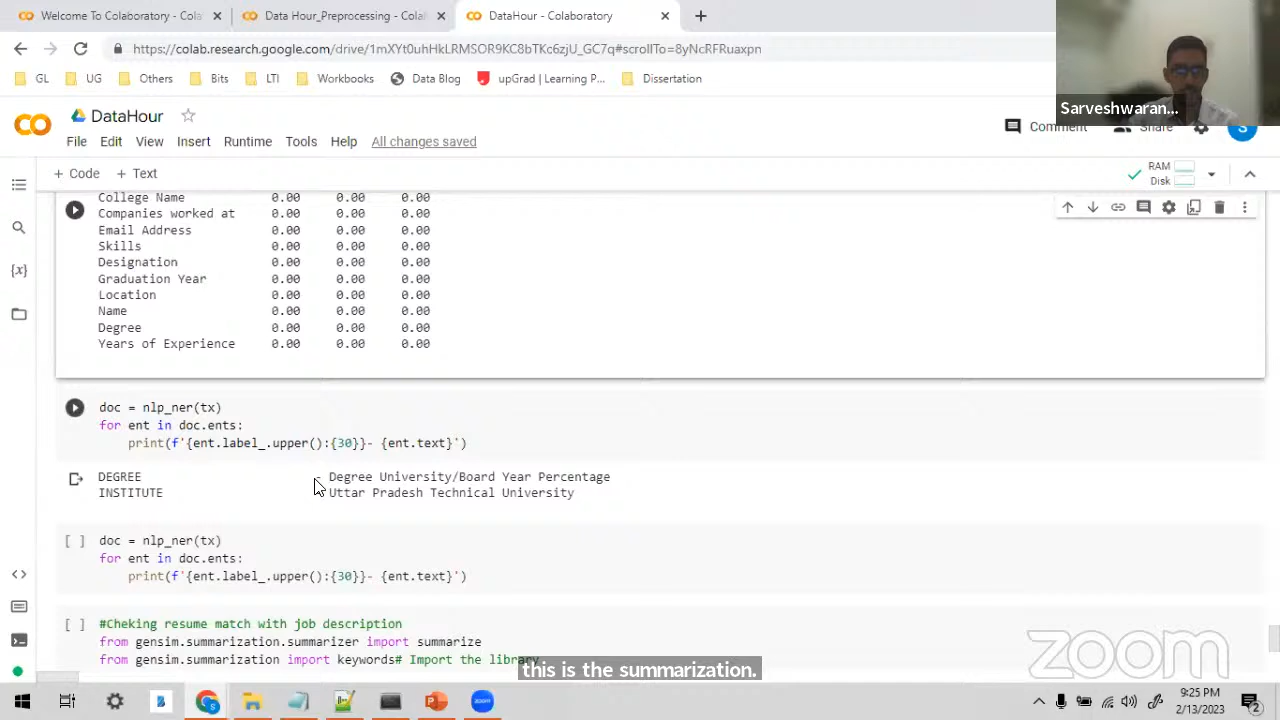 Welcome To Colaboratory - Colab
Data Hour_Preprocessing - Colab
DataHour - Colaboratory
https://colab.research.google.com/drive/1mXYt0uhHkLRMSOR9KC8bTKc6zjU_GC7q#scrollTo=8yNcRFRuaxpn
GL
UG
Others
Bits
LTI
Workbooks
Data Blog
upGrad | Learning P...
Dissertation
Sarveshwaran...
DataHour
File Edit View Insert Runtime Tools Help All changes saved
Comment
Share
S
+ Code + Text
RAM
Disk
College Name 0.00 0.00 0.00
Companies worked at 0.00 0.00 0.00
Email Address 0.00 0.00 0.00
Skills 0.00 0.00 0.00
Designation 0.00 0.00 0.00
Graduation Year 0.00 0.00 0.00
Location 0.00 0.00 0.00
Name 0.00 0.00 0.00
Degree 0.00 0.00 0.00
Years of Experience 0.00 0.00 0.00
doc = nlp_ner(tx)
for ent in doc.ents:
print(f'{ent.label_.upper():{30}}- {ent.text}')
DEGREE - Degree University/Board Year Percentage
INSTITUTE - Uttar Pradesh Technical University
[ ] doc = nlp_ner(tx)
for ent in doc.ents:
print(f'{ent.label_.upper():{30}}- {ent.text}')
[ ] #Cheking resume match with job description
from gensim.summarization.summarizer import summarize
from gensim.summarization import keywords# Import the library
this is the summarization.
zoom
zoom
9:25 PM
2/13/2023
2